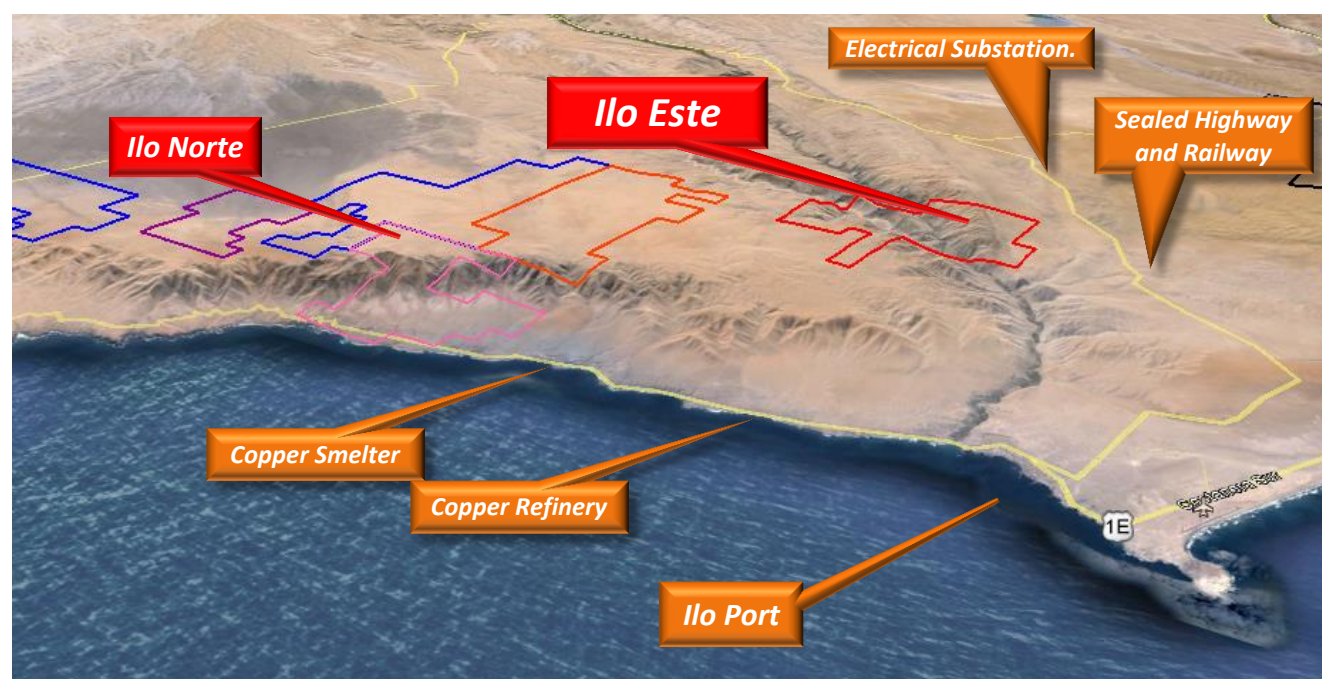 Electrical Substation.
Ilo Este
Sealed Highway
and Railway
Ilo Norte
Copper Smelter
Copper Refinery
1E
Ilo Port